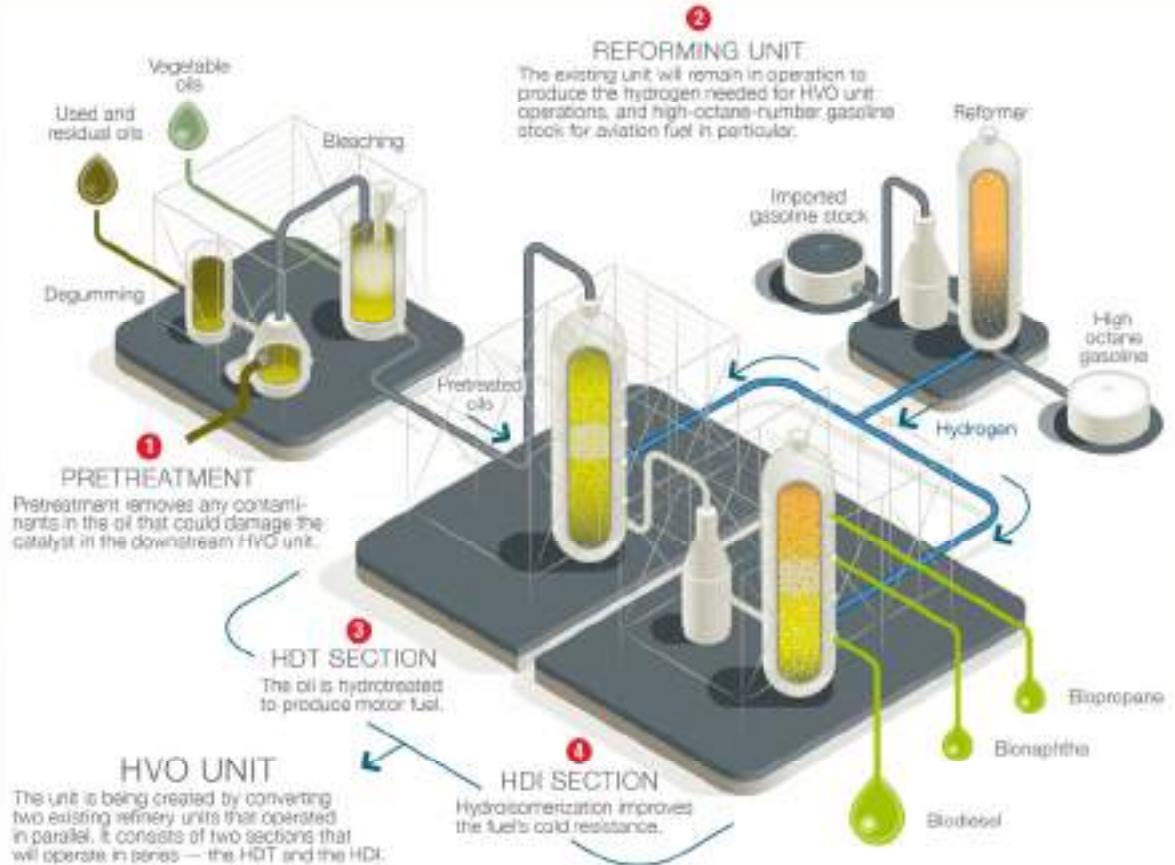 2
REFORMING UNIT
The existing unit will remain in operation to
produce the hydrogen needed for HVO unit
operations, and high-octane-number gasoline
stock for aviation fuel in particular.
Vegetable
oils
Used and
residual oils
Bleaching
Degumming
Reformer
Imported
gasoline stock
High
octane
gasoline
Hydrogen
Pretreated
oils
1
PRETREATMENT
Pretreatment removes any contami-
nants in the oil that could damage the
catalyst in the downstream HVO unit.
3
HDT SECTION
The oil is hydrotreated
to produce motor fuel.
4
HDI SECTION
Hydroisomerization improves
the fuel's cold resistance.
HVO UNIT
The unit is being created by converting
two existing refinery units that operated
in parallel. It consists of two sections that
will operate in series — the HDT and the HDI.
Biopropane
Bionaphtha
Biodiesel